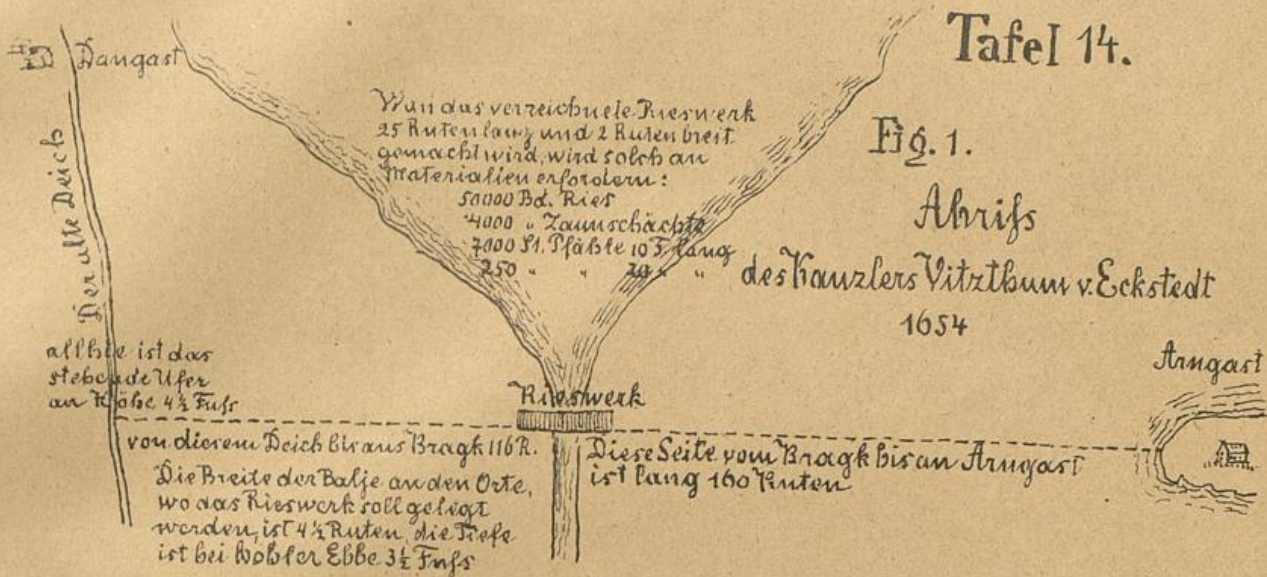 Tafel 14.
Fig. 1.
Abriſs
des Kanzlers Vitzthum v. Eckstedt
1654
Dangast
Der alte Deich
Wan das verzeichnete Rieswerk
25 Ruten lang und 2 Ruten breit
gemacht wird, wird solch an
Materialien erfordern:
50000 Bd. Ries
4000 " Zaunschächte
7000 St. Pfähle 10 F. lang
250 " " 20 " "
allhie ist das
stehende Ufer
an Höhe 4½ Fuſs
Rieswerk
Arngast
von diesem Deich bis ans Bragk 116 R.
Diese Seite vom Bragk bis an Arngast
ist lang 160 Ruten
Die Breite der Balje an den Orte,
wo das Rieswerk soll gelegt
werden, ist 4½ Ruten, die Tiefe
ist bei hohler Ebbe 3½ Fuſs